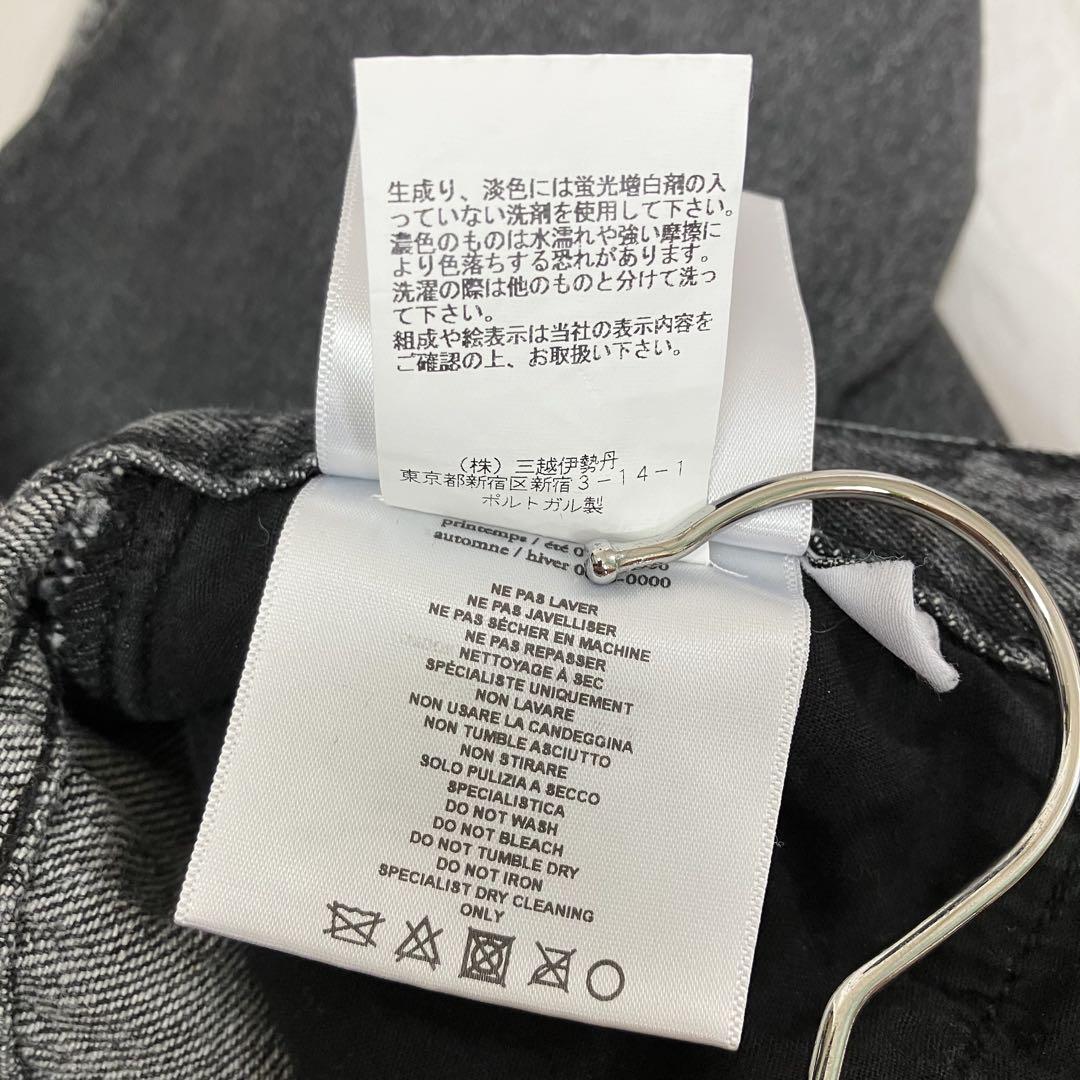 生成り、淡色には蛍光増白剤の入
っていない洗剤を使用して下さい。
濃色のものは水濡れや強い摩擦に
より色落ちする恐れがあります。
洗濯の際は他のものと分けて洗っ
て下さい。
組成や絵表示は当社の表示内容を
ご確認の上、お取扱い下さい。
(株) 三越伊勢丹
東京都新宿区新宿3-14-1
ポルトガル製
printemps / été 0
automne / hiver 0 -0000
NE PAS LAVER
NE PAS JAVELLISER
NE PAS SÉCHER EN MACHINE
NE PAS REPASSER
NETTOYAGE À SEC
SPÉCIALISTE UNIQUEMENT
NON LAVARE
NON USARE LA CANDEGGINA
NON TUMBLE ASCIUTTO
NON STIRARE
SOLO PULIZIA A SECCO
SPECIALISTICA
DO NOT WASH
DO NOT BLEACH
DO NOT TUMBLE DRY
DO NOT IRON
SPECIALIST DRY CLEANING
ONLY